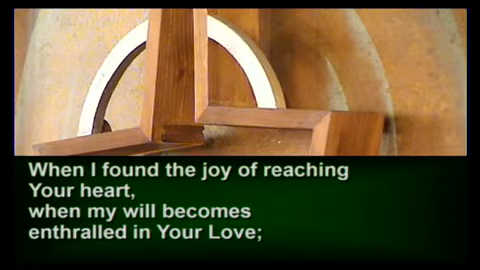 When I found the joy of reaching
Your heart,
when my will becomes
enthralled in Your Love;